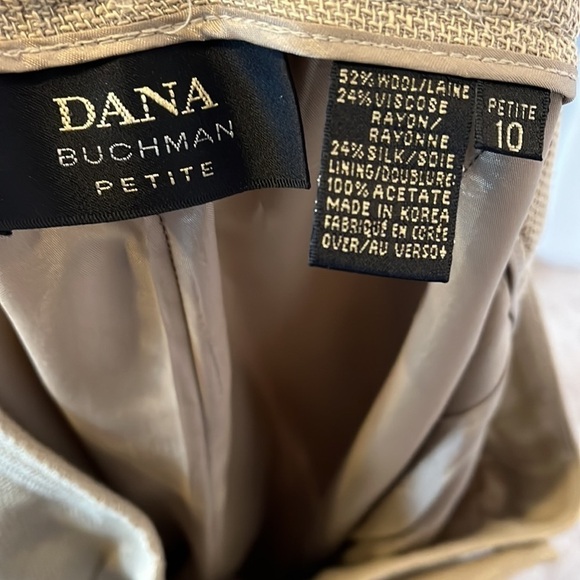 DANA
BUCHMAN
PETITE
52% WOOL/LAINE
24% VISCOSE
RAYON/
RAYONNE
24% SILK/SOIE
LINING/DOUBLURE
100% ACETATE
MADE IN KOREA
FABRIQUÉ EN CORÉE
OVER/AU VERSO+
PETITE
10